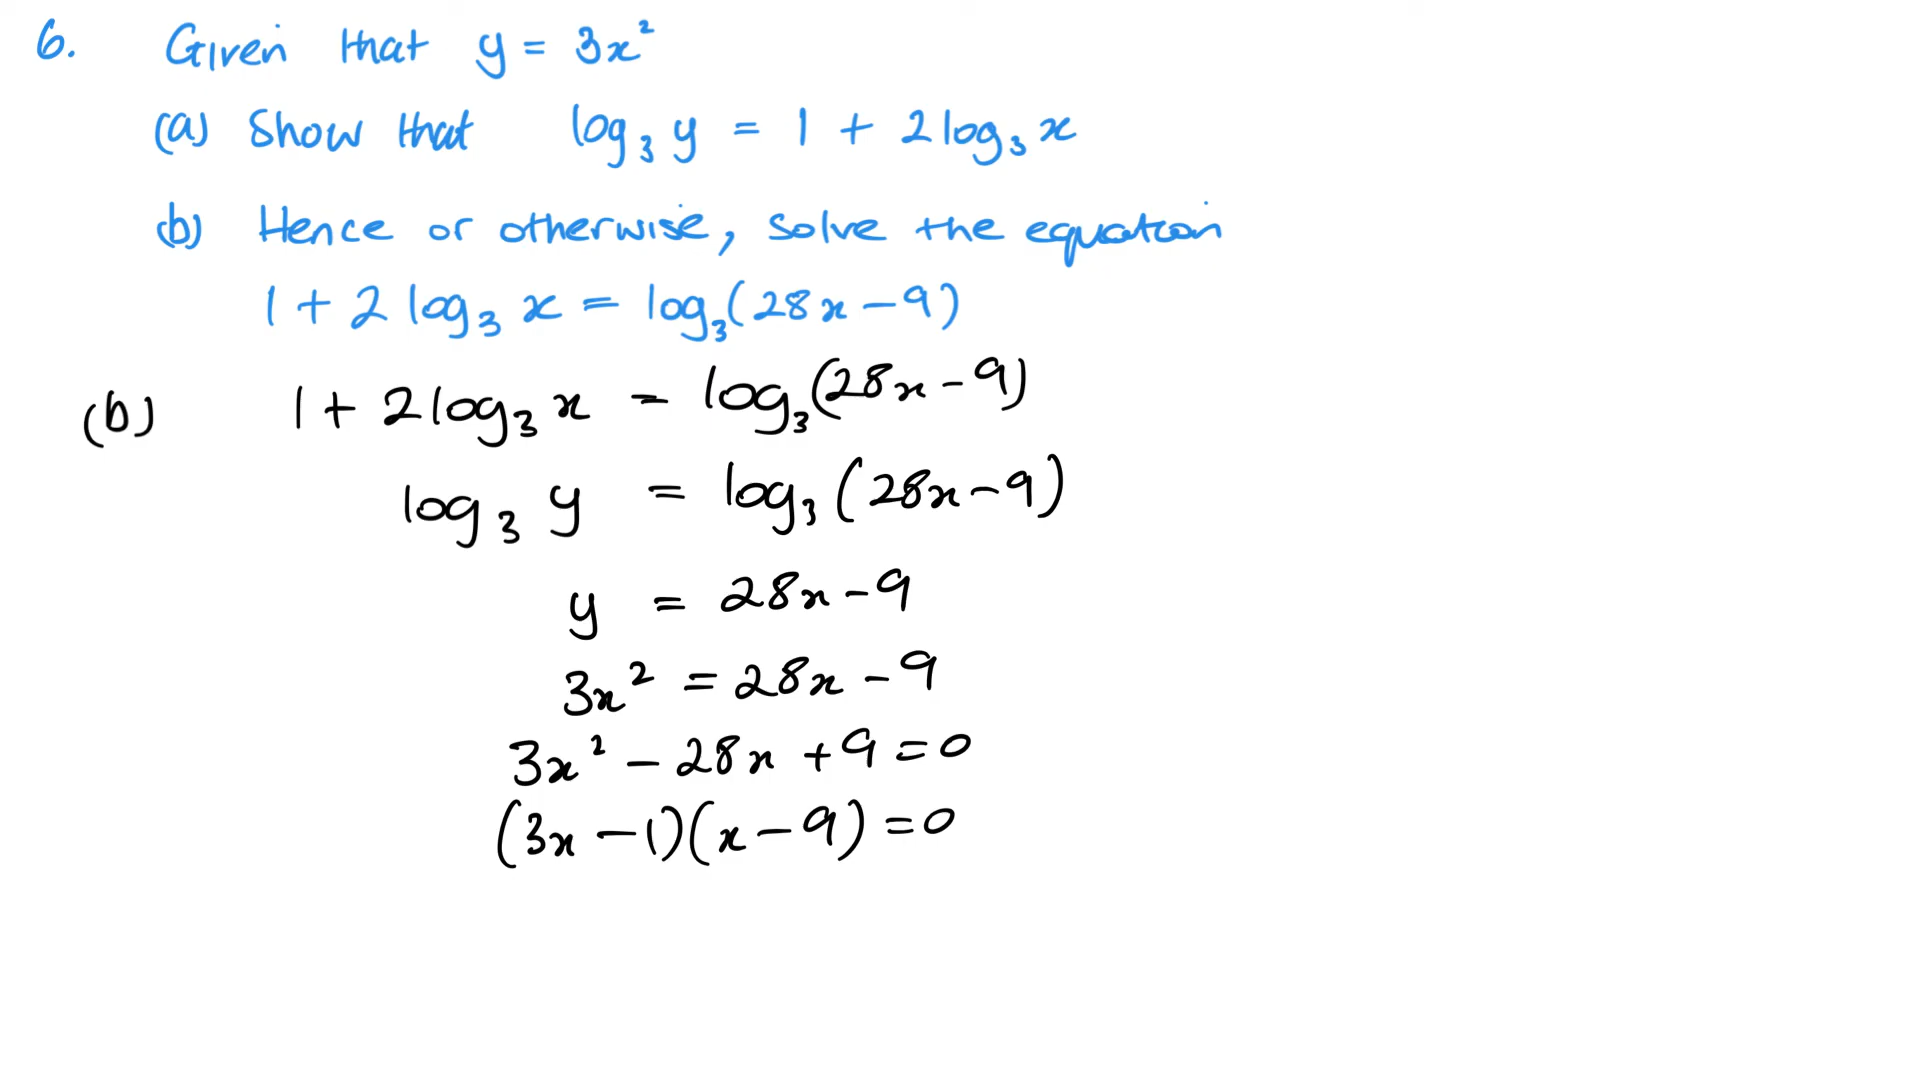 6. Given that y = 3x²
(a) Show that log₃ y = 1 + 2log₃ x
(b) Hence or otherwise, solve the equation
1 + 2 log₃ x = log₃(28x − 9)
(b) 1 + 2log₃ x = log₃(28x − 9)
log₃ y = log₃(28x − 9)
y = 28x − 9
3x² = 28x − 9
3x² − 28x + 9 = 0
(3x − 1)(x − 9) = 0